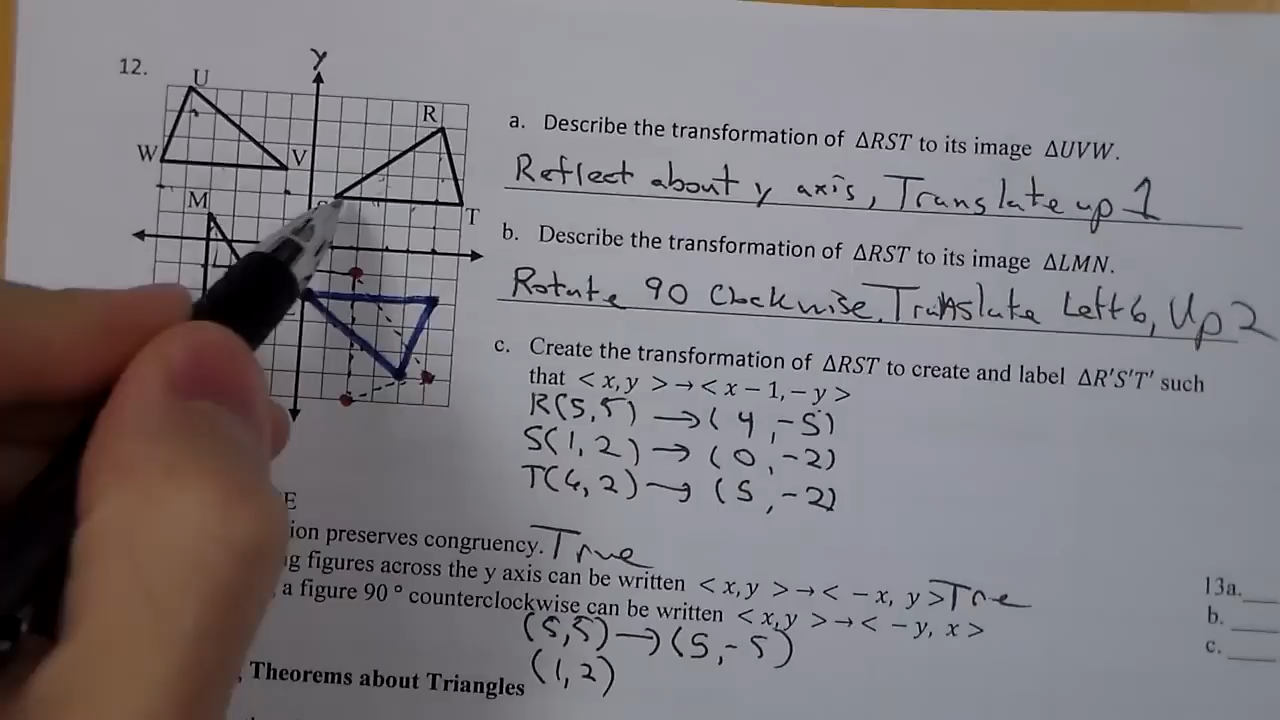 12.
Y
U
R
W
V
T
M
a. Describe the transformation of ΔRST to its image ΔUVW.
Reflect about y axis, Translate up 1
b. Describe the transformation of ΔRST to its image ΔLMN.
Rotate 90 Clockwise, Translate Left 6, Up 2
c. Create the transformation of ΔRST to create and label ΔR'S'T' such
that < x, y > → < x − 1, −y >
R(5,5) → (4,-5)
S(1,2) → (0,-2)
T(6,2) → (5,-2)
E
ion preserves congruency. True
ng figures across the y axis can be written < x, y > → < − x, y > True
a figure 90 ° counterclockwise can be written < x, y > → < − y, x >
(5,5) → (5,-5)
(1,2)
13a.
b.
c.
Theorems about Triangles